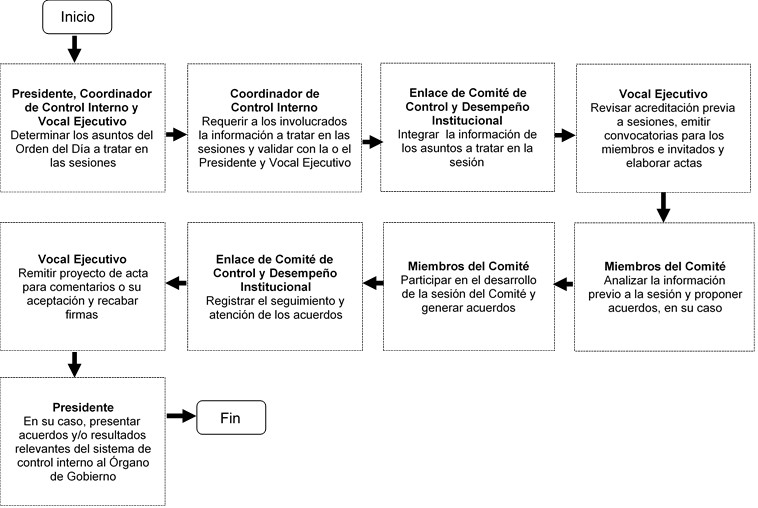 Inicio
Presidente, Coordinador
de Control Interno y
Vocal Ejecutivo
Determinar los asuntos del
Orden del Día a tratar en
las sesiones
Coordinador de
Control Interno
Requerir a los involucrados
la información a tratar en las
sesiones y validar con la o el
Presidente y Vocal Ejecutivo
Enlace de Comité de
Control y Desempeño
Institucional
Integrar la información de
los asuntos a tratar en la
sesión
Vocal Ejecutivo
Revisar acreditación previa
a sesiones, emitir
convocatorias para los
miembros e invitados y
elaborar actas
Miembros del Comité
Analizar la información
previo a la sesión y proponer
acuerdos, en su caso
Miembros del Comité
Participar en el desarrollo
de la sesión del Comité y
generar acuerdos
Enlace de Comité de
Control y Desempeño
Institucional
Registrar el seguimiento y
atención de los acuerdos
Vocal Ejecutivo
Remitir proyecto de acta
para comentarios o su
aceptación y recabar
firmas
Presidente
En su caso, presentar
acuerdos y/o resultados
relevantes del sistema de
control interno al Órgano
de Gobierno
Fin